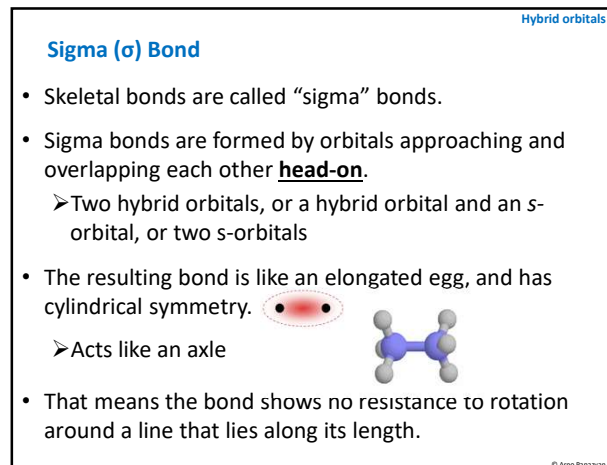 Hybrid orbitals
Sigma (σ) Bond
• Skeletal bonds are called “sigma” bonds.
• Sigma bonds are formed by orbitals approaching and
overlapping each other head-on.
➢Two hybrid orbitals, or a hybrid orbital and an s-
orbital, or two s-orbitals
• The resulting bond is like an elongated egg, and has
cylindrical symmetry.
➢Acts like an axle
• That means the bond shows no resistance to rotation
around a line that lies along its length.